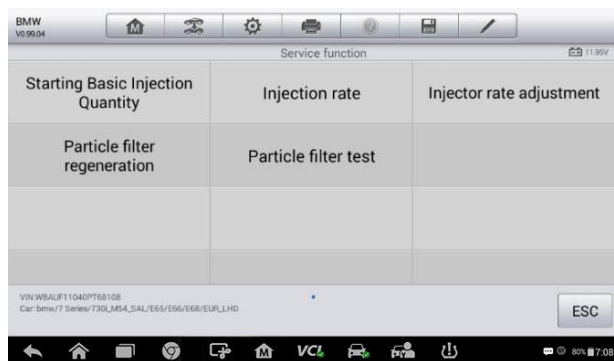 BMW
V0.99.04
Service function
11.95V
Starting Basic Injection
Quantity
Injection rate
Injector rate adjustment
Particle filter
regeneration
Particle filter test
VIN:WBAUF11040PT68108
Car: bmw/7 Series/730i_M54_SAL/E65/E66/E68/EUR_LHD
ESC
VCI
80% 7:08